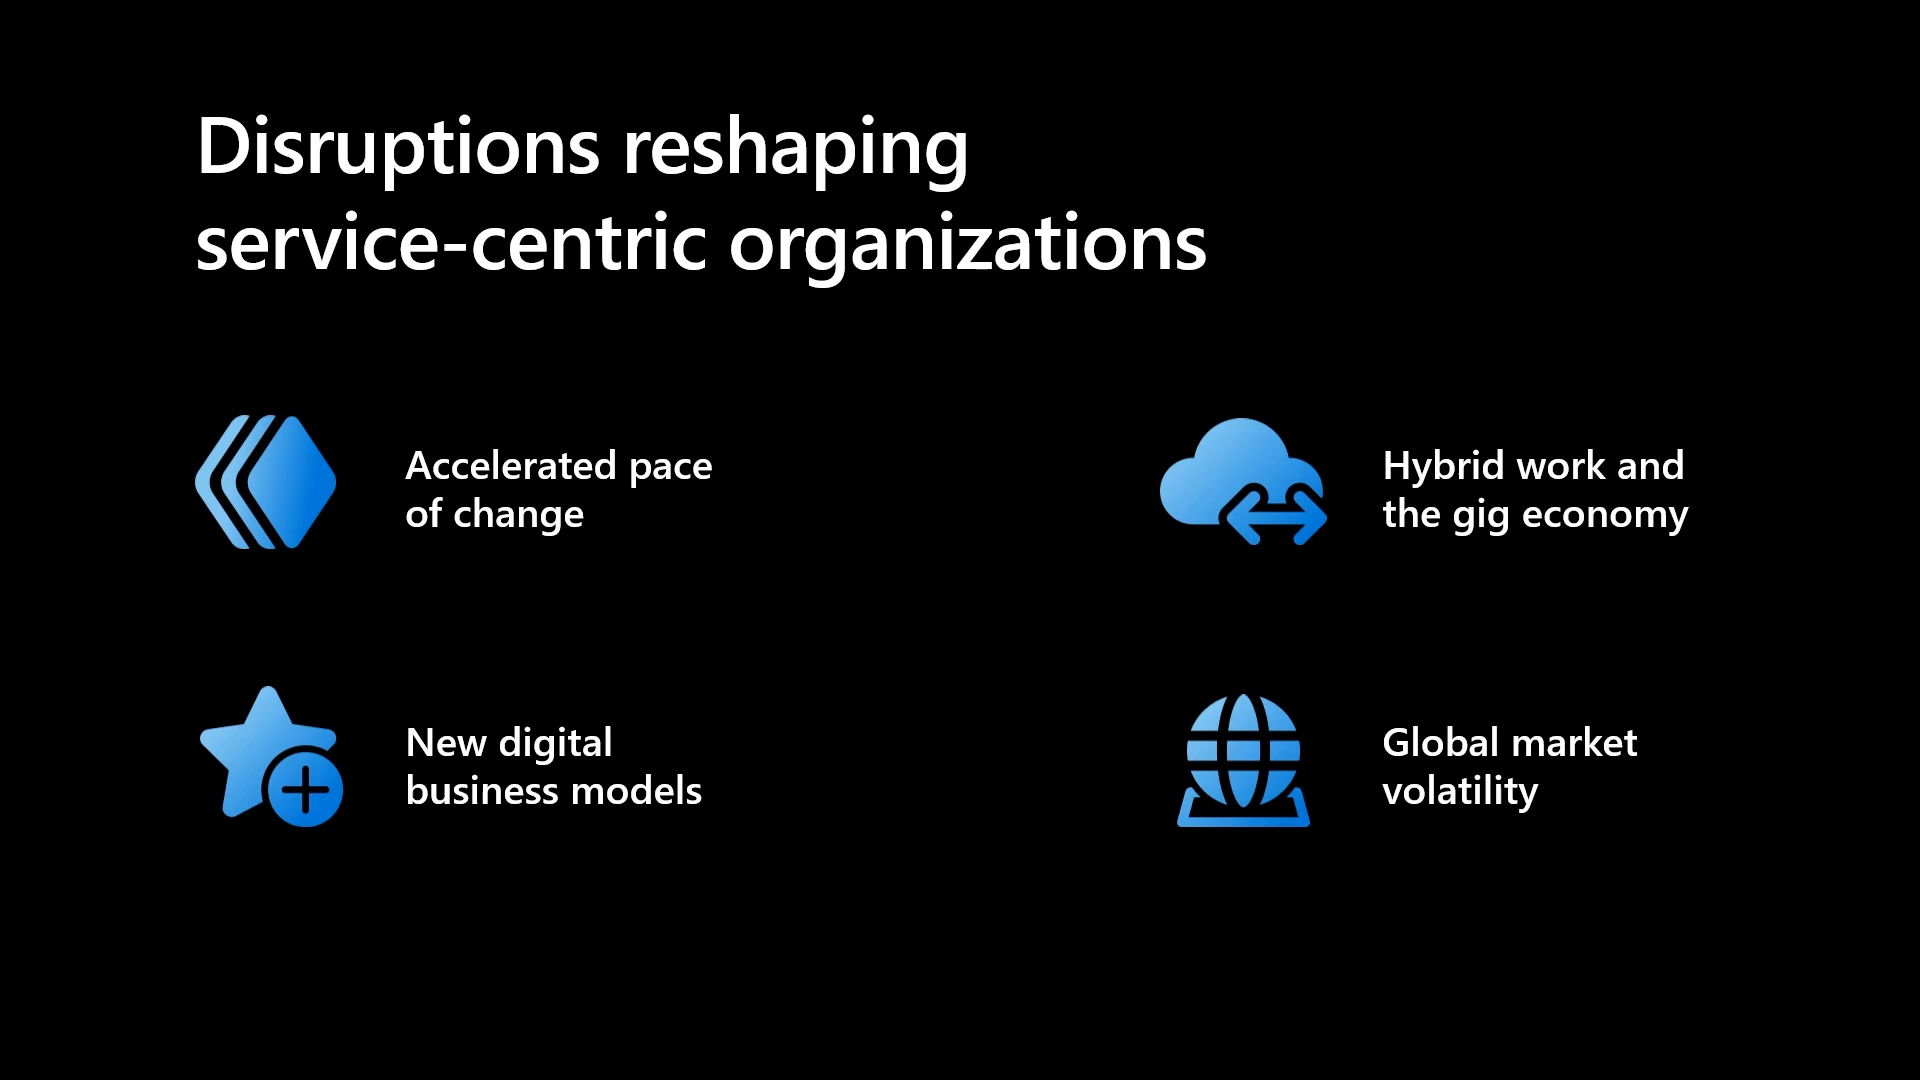 Disruptions reshaping
service-centric organizations
Accelerated pace
of change
Hybrid work and
the gig economy
New digital
business models
Global market
volatility